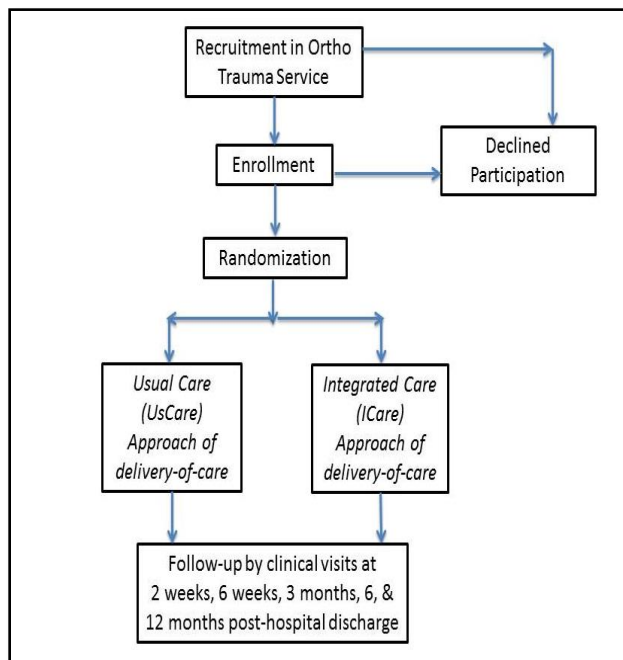 Recruitment in Ortho
Trauma Service
Declined
Participation
Enrollment
Randomization
Usual Care
(UsCare)
Approach of
delivery-of-care
Integrated Care
(ICare)
Approach of
delivery-of-care
Follow-up by clinical visits at
2 weeks, 6 weeks, 3 months, 6, &
12 months post-hospital discharge